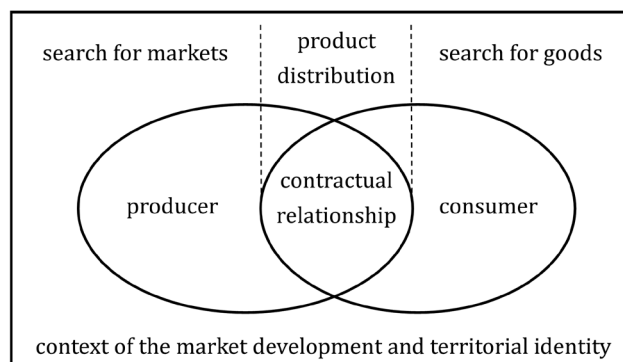 search for markets
product
distribution
search for goods
producer
contractual
relationship
consumer
context of the market development and territorial identity